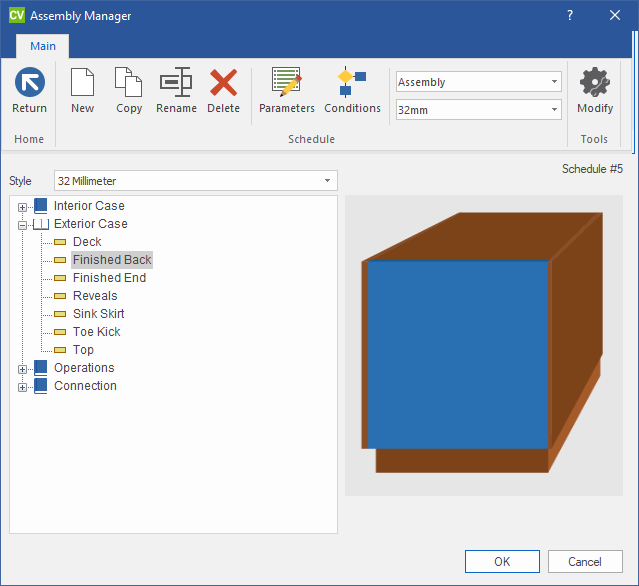 CV Assembly Manager ?
Main
Return New Copy Rename Delete Parameters Conditions Assembly 32mm Modify
Home Schedule Tools
Schedule #5
Style 32 Millimeter
Interior Case
Exterior Case
Deck
Finished Back
Finished End
Reveals
Sink Skirt
Toe Kick
Top
Operations
Connection
OK Cancel